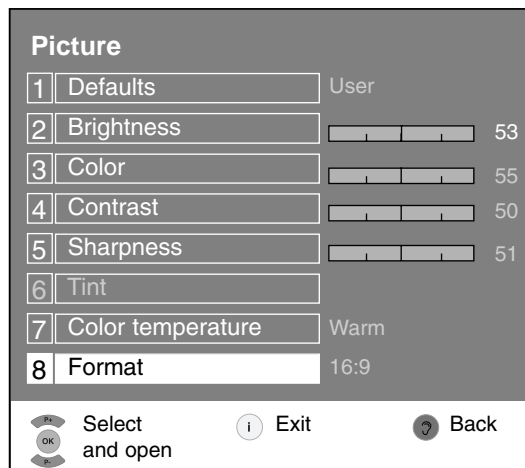 Picture
1 Defaults User
2 Brightness 53
3 Color 55
4 Contrast 50
5 Sharpness 51
6 Tint
7 Color temperature Warm
8 Format 16:9
P+
OK
P-
Select
and open
i Exit
Back